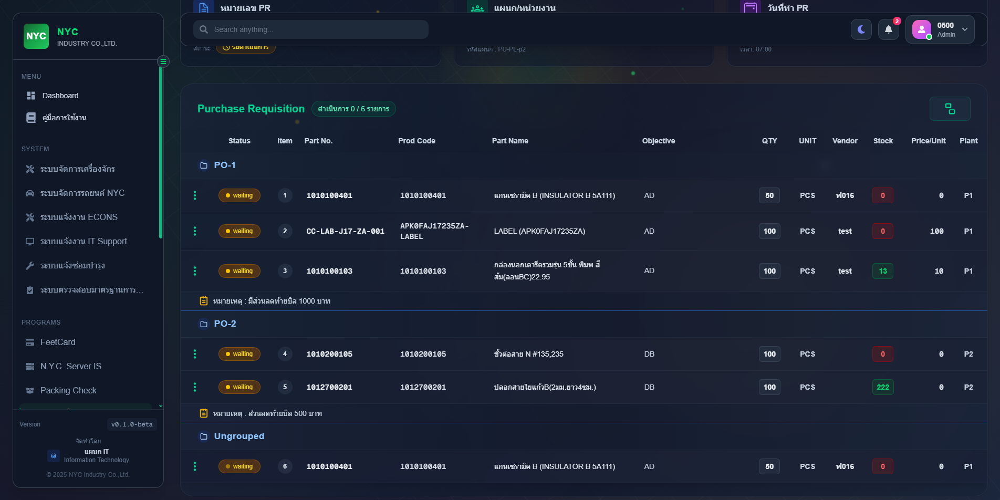 NYC
NYC
INDUSTRY CO.,LTD.
MENU
Dashboard
คู่มือการใช้งาน
SYSTEM
ระบบจัดการเครื่องจักร
ระบบจัดการรถยนต์ NYC
ระบบแจ้งงาน ECONS
ระบบแจ้งงาน IT Support
ระบบแจ้งซ่อมบำรุง
ระบบตรวจสอบมาตรฐานการ...
PROGRAMS
FeetCard
N.Y.C. Server IS
Packing Check
Version v0.1.0-beta
จัดทำโดย
แผนก IT
Information Technology
© 2025 NYC Industry Co.,Ltd.
หมายเลข PR
แผนก/หน่วยงาน
วันที่ทำ PR
Search anything...
2
0500
Admin
สถานะ : รอดำเนินการ
รหัสแผนก : PU-PL-p2
เวลา: 07:00
Purchase Requisition ดำเนินการ 0 / 6 รายการ
Status Item Part No. Prod Code Part Name Objective QTY UNIT Vendor Stock Price/Unit Plant
PO-1
waiting 1 1010100401 1010100401 แกนเซรามิค B (INSULATOR B 5A111) AD 50 PCS ฟ016 0 0 P1
waiting 2 CC-LAB-J17-ZA-001 APK0FAJ17235ZA-LABEL LABEL (APK0FAJ17235ZA) AD 100 PCS test 0 100 P1
waiting 3 1010100103 1010100103 กล่องนอกเตารีดรวมรุ่น 5ชั้น พิมพ์ สีส้ม(ลอนBC)22.95 AD 100 PCS test 13 10 P1
หมายเหตุ : มีส่วนลดท้ายบิล 1000 บาท
PO-2
waiting 4 1010200105 1010200105 ขั้วต่อสาย N #135,235 DB 100 PCS 0 0 P2
waiting 5 1012700201 1012700201 ปลอกสายใยแก้วB(2มม.ยาว4ซม.) DB 100 PCS 222 0 P2
หมายเหตุ : ส่วนลดท้ายบิล 500 บาท
Ungrouped
waiting 6 1010100401 1010100401 แกนเซรามิค B (INSULATOR B 5A111) AD 50 PCS ฟ016 0 0 P1